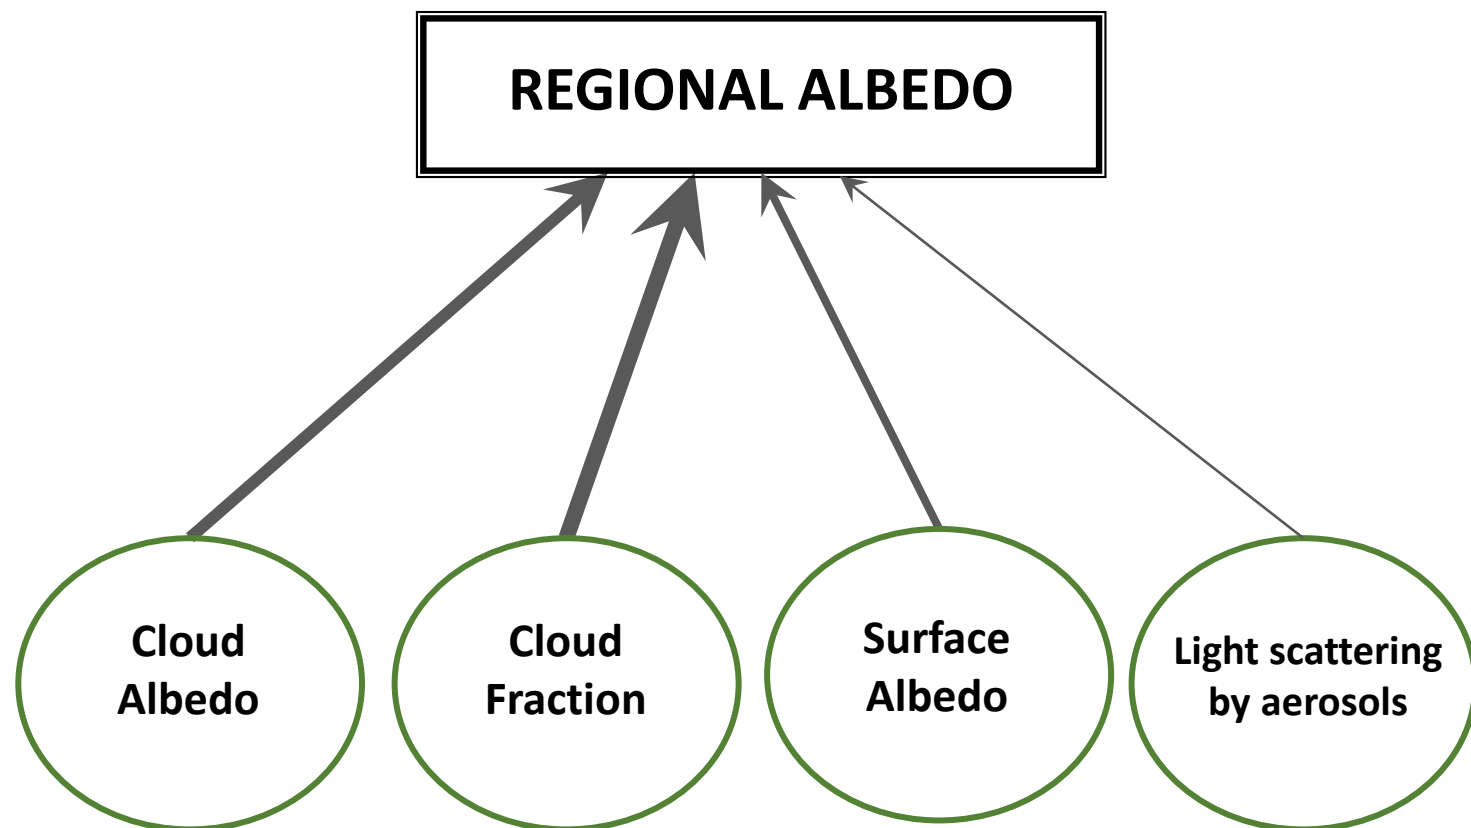 REGIONAL ALBEDO
Cloud
Albedo
Cloud
Fraction
Surface
Albedo
Light scattering
by aerosols